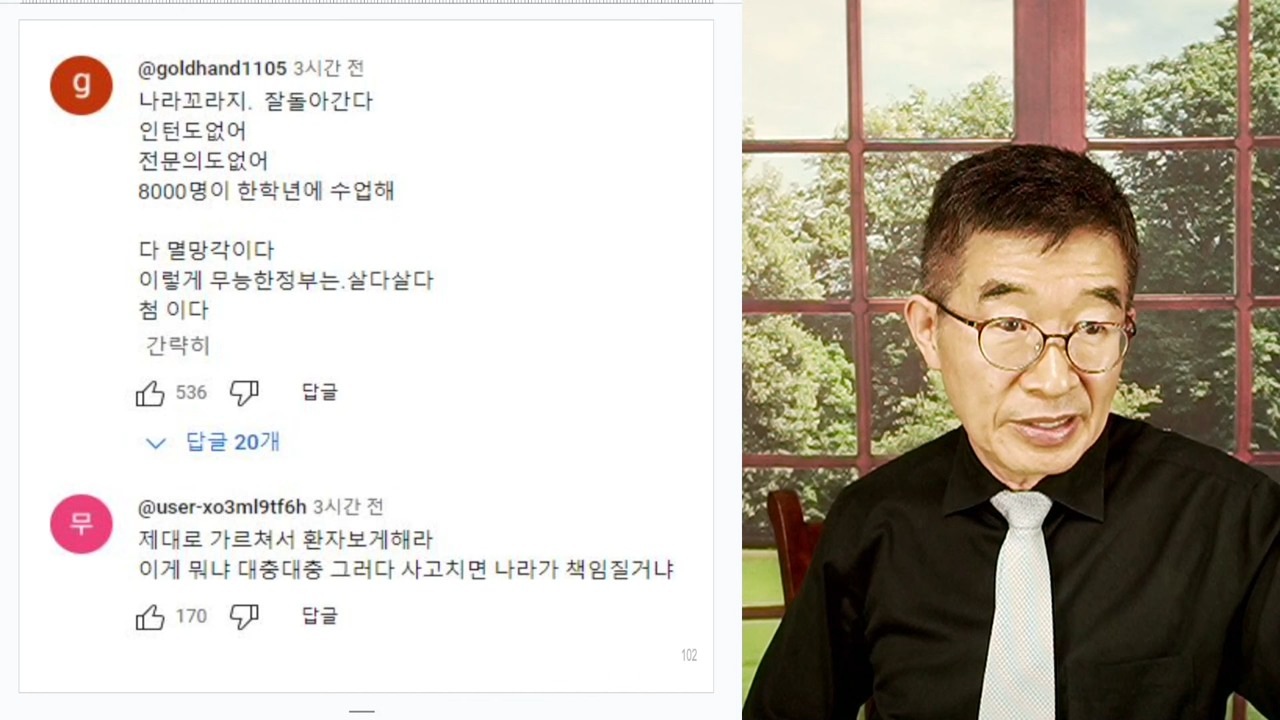 g
@goldhand1105 3시간 전
나라꼬라지. 잘돌아간다
인턴도없어
전문의도없어
8000명이 한학년에 수업해
다 멸망각이다
이렇게 무능한정부는.살다살다
첨 이다
간략히
536 답글
답글 20개
무
@user-xo3ml9tf6h 3시간 전
제대로 가르쳐서 환자보게해라
이게 뭐냐 대충대충 그러다 사고치면 나라가 책임질거냐
170 답글
102